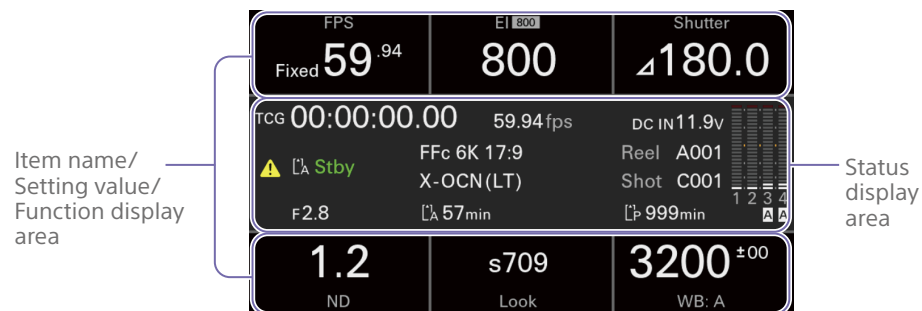 FPS
EI 800
Shutter
Fixed 59 .94
800
⊿180.0
TCG 00:00:00.00
59.94 fps
DC IN 11.9V
A Stby
FFc 6K 17:9
Reel A001
X-OCN(LT)
Shot C001
1 2 3 4
F2.8
A 57min
P 999min
A A
1.2
s709
3200 ±00
ND
Look
WB: A
Item name/
Setting value/
Function display
area
Status
display
area